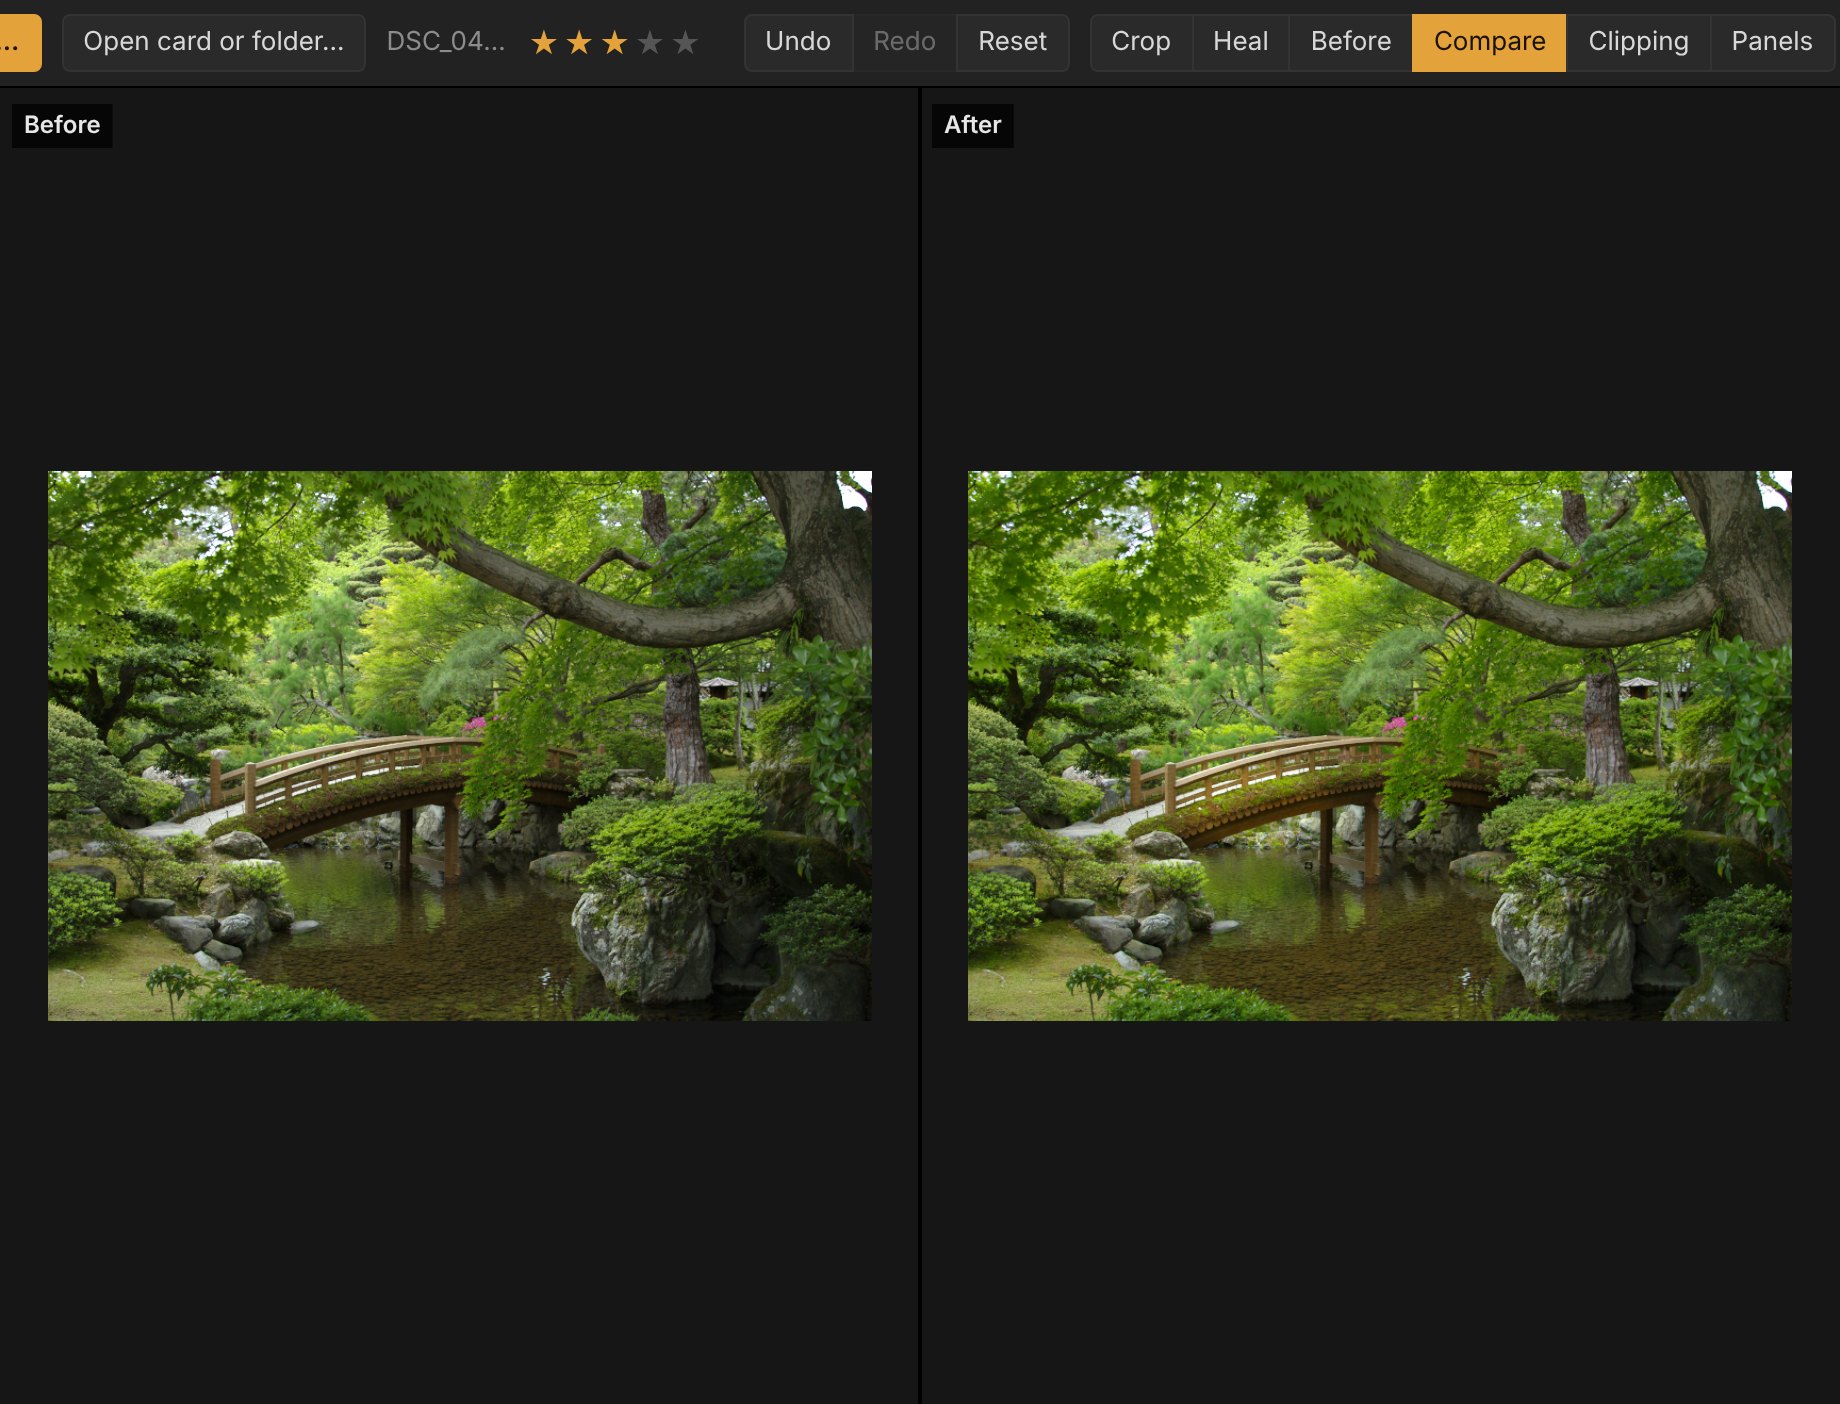 ... Open card or folder... DSC_04... ★★★★★ Undo Redo Reset Crop Heal Before Compare Clipping Panels
Before After